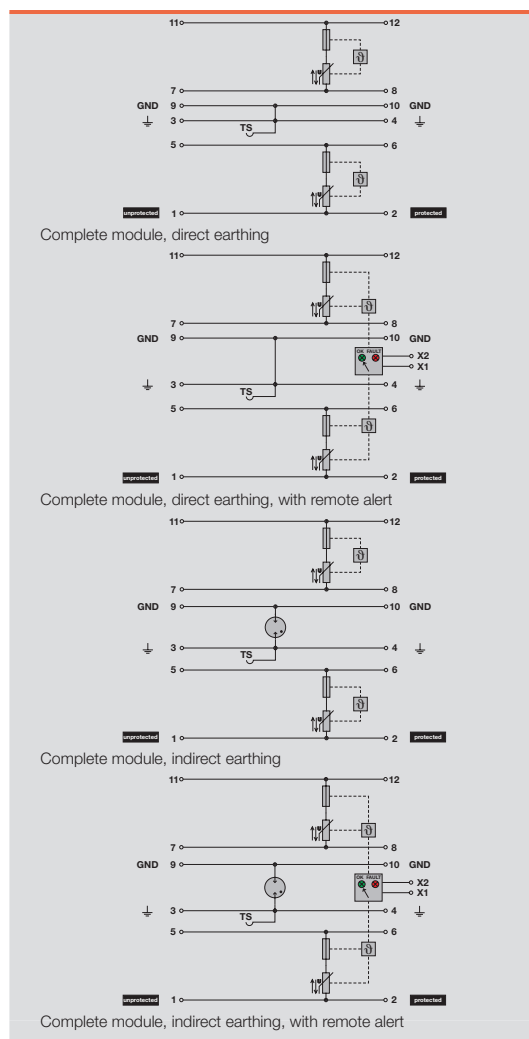 11 12
ϑ
U
7 8
GND 9 10 GND
3 4
TS
5 6
ϑ
U
unprotected 1 2 protected
Complete module, direct earthing
11 12
U ϑ
7 8
GND 9 10 GND
OK FAULT X2
X1
3 4
TS
5 6
ϑ
U
unprotected 1 2 protected
Complete module, direct earthing, with remote alert
11 12
ϑ
U
7 8
GND 9 10 GND
3 4
TS
5 6
ϑ
U
unprotected 1 2 protected
Complete module, indirect earthing
11 12
U ϑ
7 8
GND 9 10 GND
OK FAULT X2
X1
3 4
TS
5 6
ϑ
U
unprotected 1 2 protected
Complete module, indirect earthing, with remote alert